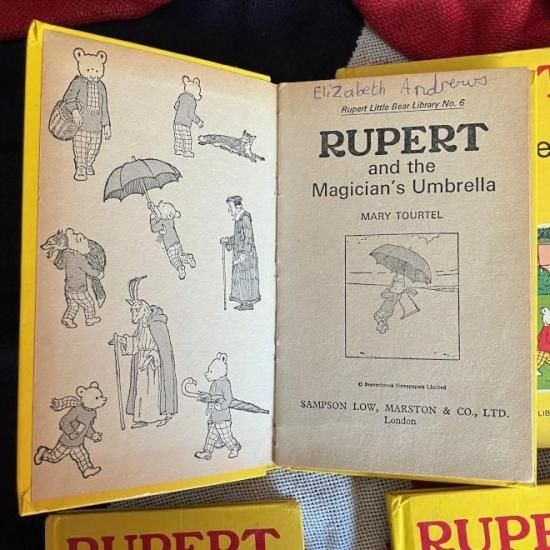 Elizabeth Andrews
Rupert Little Bear Library No. 6
RUPERT
and the
Magician's Umbrella
MARY TOURTEL
© Beaverbrook Newspapers Limited
SAMPSON LOW, MARSTON & CO., LTD.
London
RUPERT